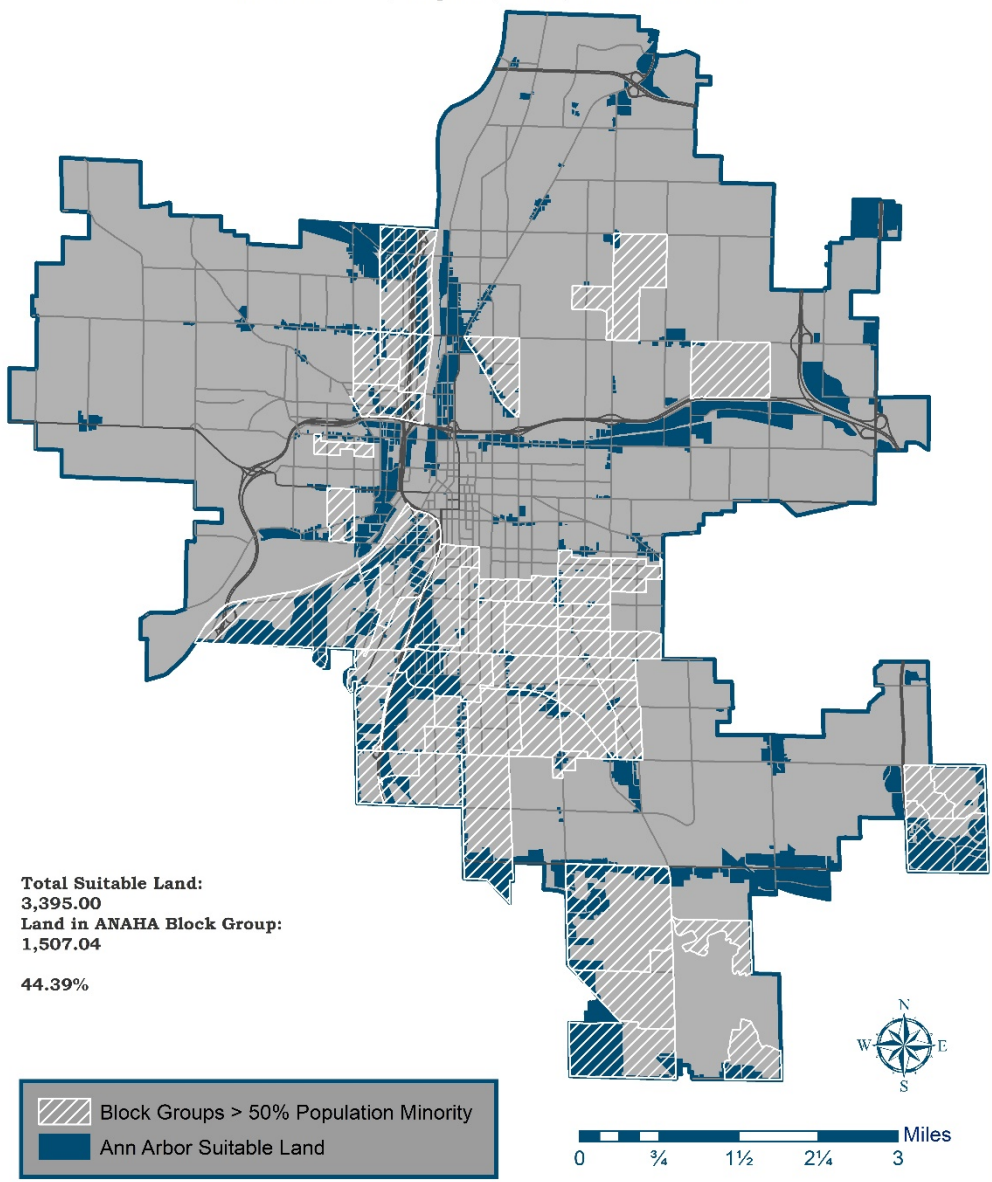 Total Suitable Land:
3,395.00
Land in ANAHA Block Group:
1,507.04
44.39%
N
W E
S
Block Groups > 50% Population Minority
Ann Arbor Suitable Land
Miles
0 ¾ 1½ 2¼ 3